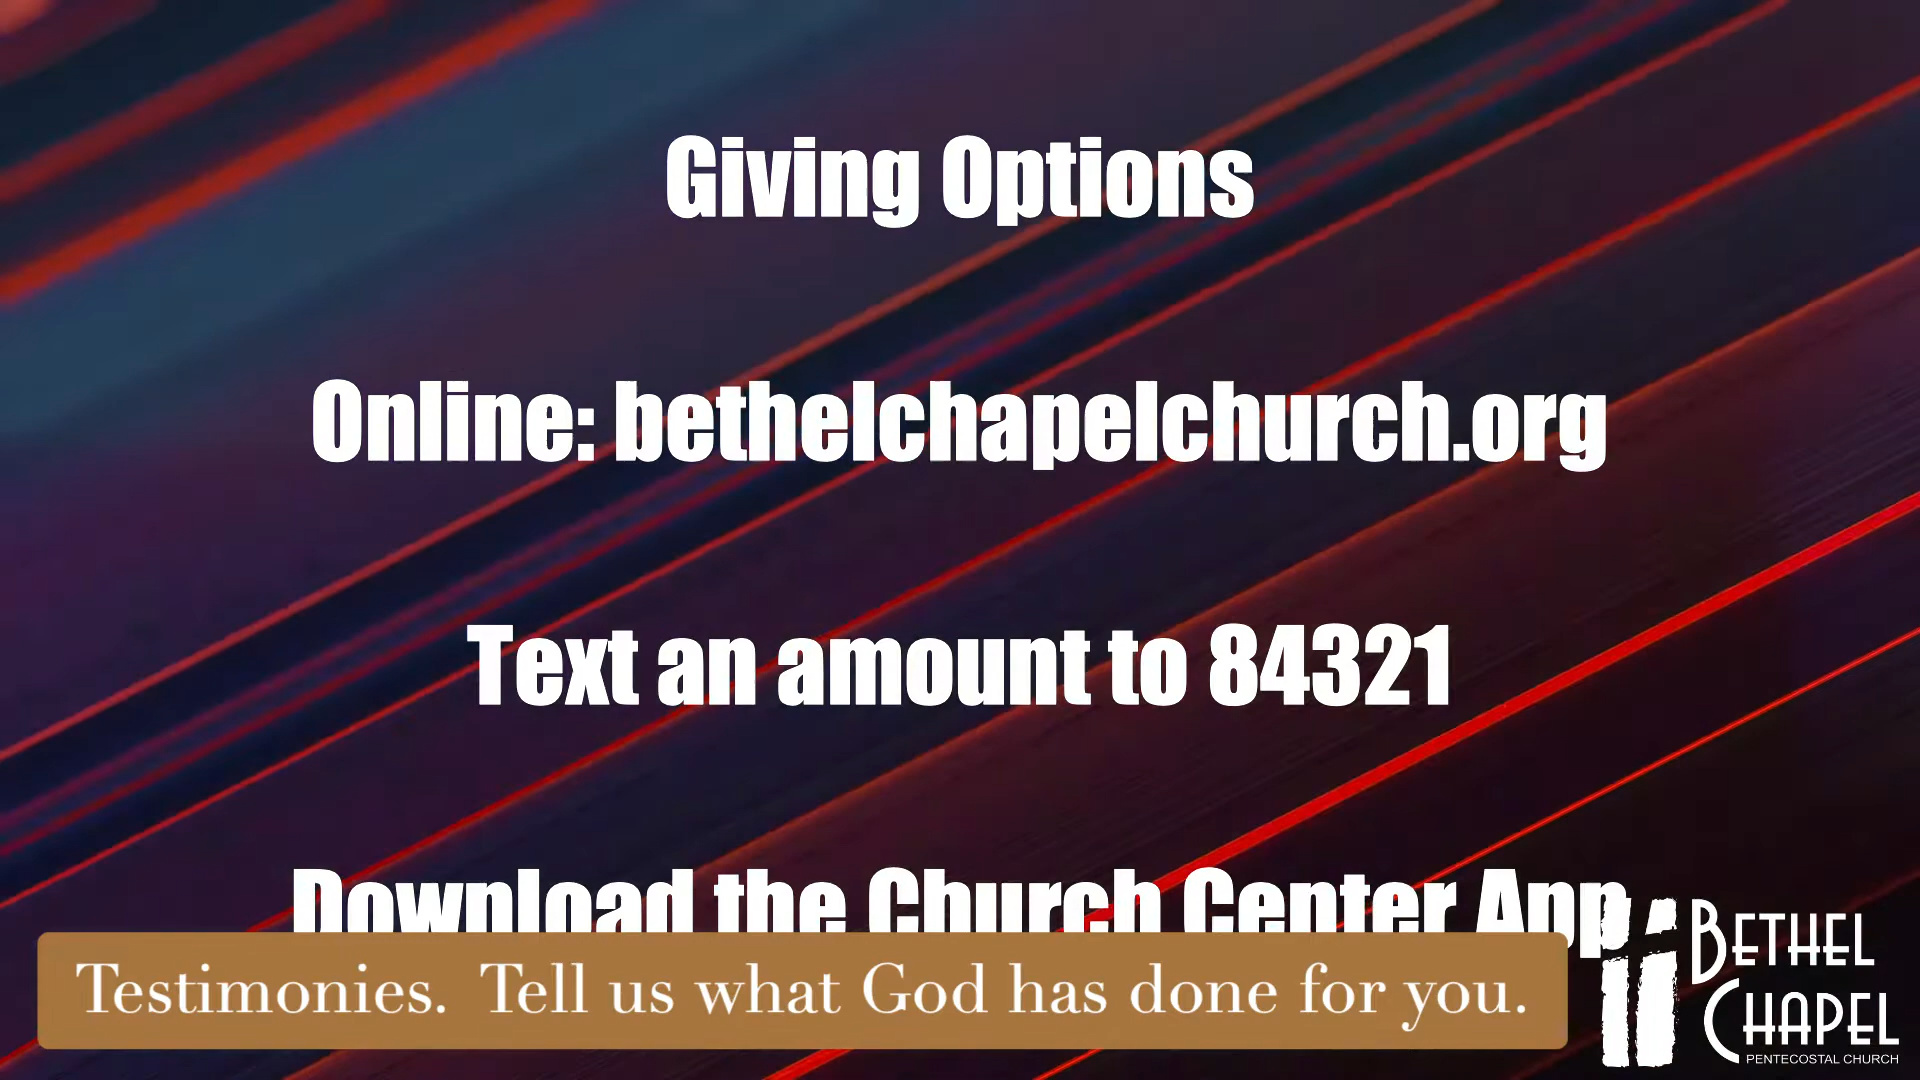 Giving Options
Online: bethelchapelchurch.org
Text an amount to 84321
Download the Church Center App
Testimonies. Tell us what God has done for you.
BETHEL
CHAPEL
PENTECOSTAL CHURCH